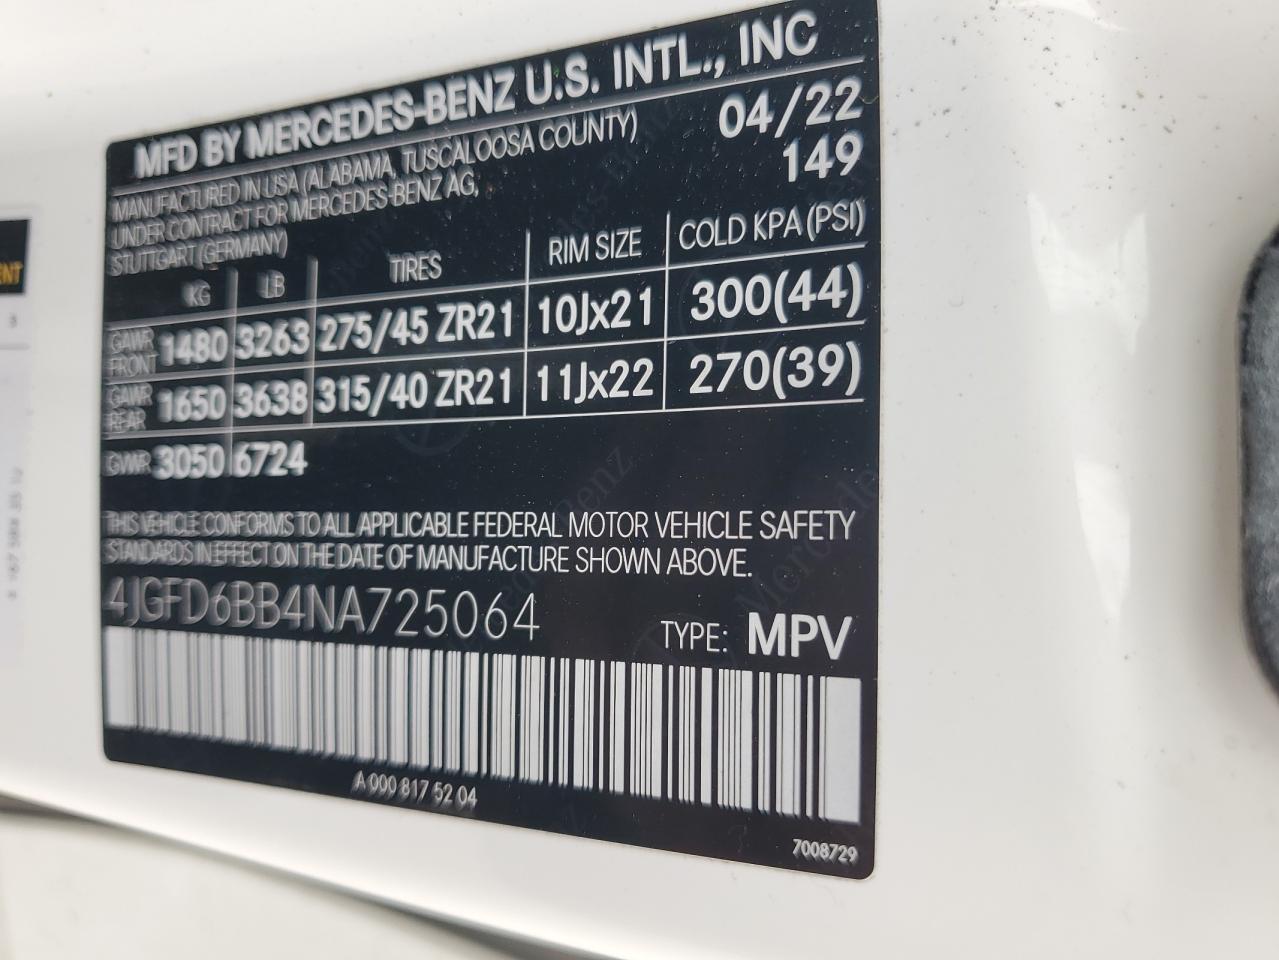 MFD BY MERCEDES-BENZ U.S. INTL., INC
MANUFACTURED IN USA (ALABAMA, TUSCALOOSA COUNTY) 04/22
UNDER CONTRACT FOR MERCEDES-BENZ AG, 149
STUTTGART (GERMANY)
KG LB TIRES RIM SIZE COLD KPA (PSI)
GAWR FRONT 1480 3263 275/45 ZR21 10Jx21 300(44)
GAWR REAR 1650 3638 315/40 ZR21 11Jx22 270(39)
GVWR 3050 6724
THIS VEHICLE CONFORMS TO ALL APPLICABLE FEDERAL MOTOR VEHICLE SAFETY
STANDARDS IN EFFECT ON THE DATE OF MANUFACTURE SHOWN ABOVE.
4JGFD6BB4NA725064
TYPE: MPV
A 000 817 52 04
7008729